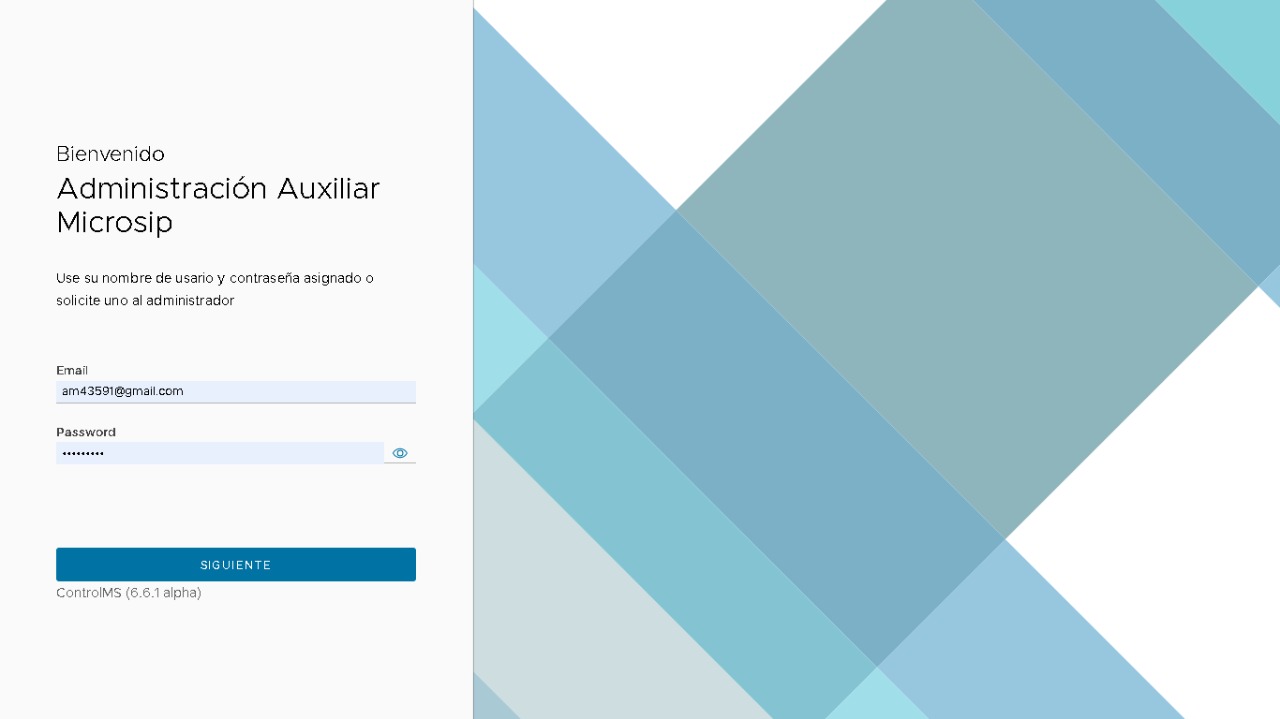 Bienvenido
Administración Auxiliar
Microsip
Use su nombre de usario y contraseña asignado o
solicite uno al administrador
Email
am43591@gmail.com
Password
•••••••••
SIGUIENTE
ControlMS (6.6.1 alpha)